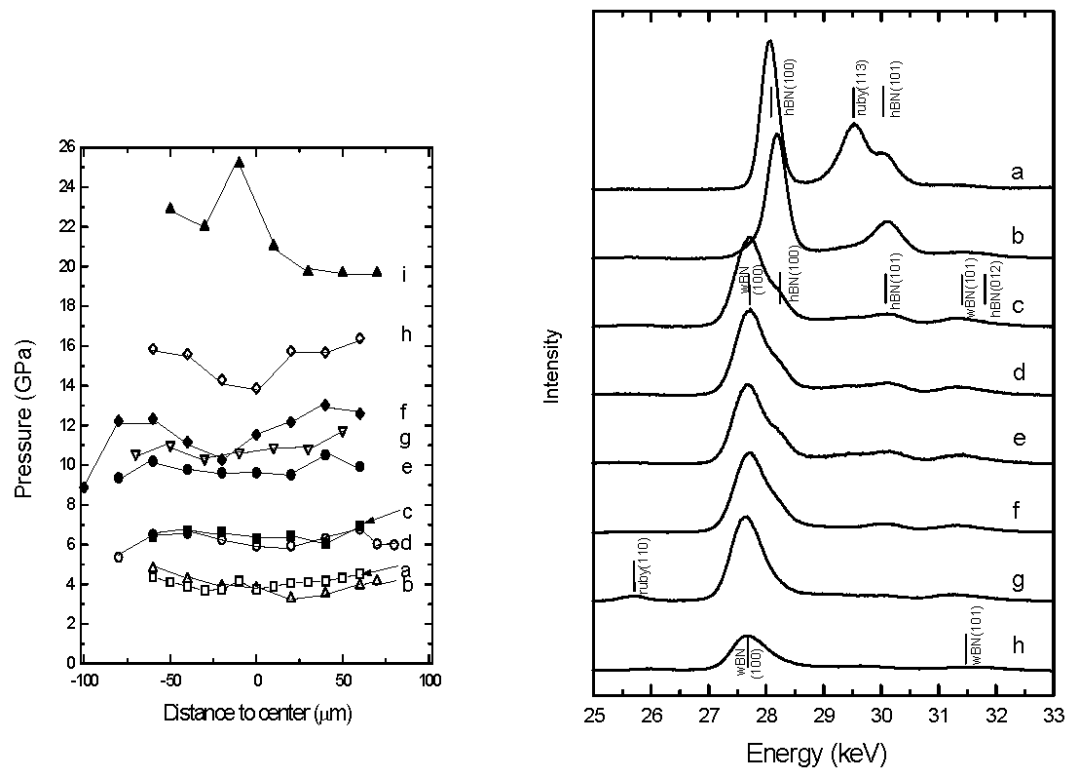 26
24
22
20
18
16
14
12
10
8
6
4
2
0
Pressure (GPa)
-100
-50
0
50
100
Distance to center (μm)
i
h
f
g
e
c
d
a
b
hBN(100)
ruby(113)
hBN(101)
a
b
wBN
(100)
hBN(100)
hBN(101)
wBN(101)
hBN(012)
c
d
e
f
ruby(110)
g
wBN
(100)
wBN(101)
h
Intensity
25 26 27 28 29 30 31 32 33
Energy (keV)